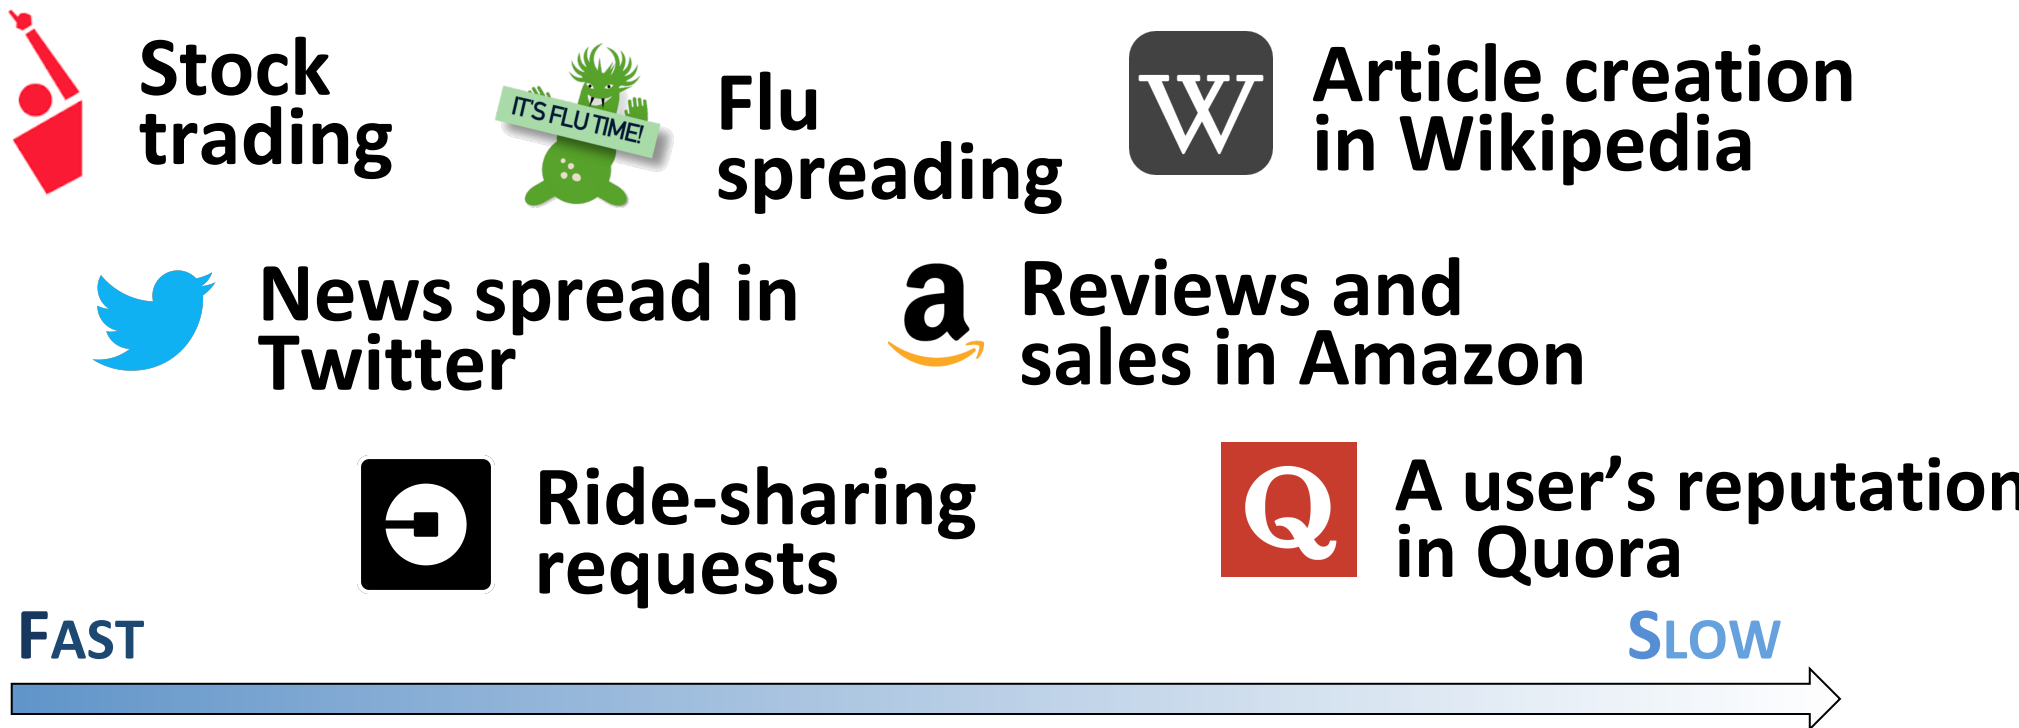 Stock
trading
IT'S FLU TIME!
Flu
spreading
W
Article creation
in Wikipedia
News spread in
Twitter
a
Reviews and
sales in Amazon
Ride-sharing
requests
Q
A user’s reputation
in Quora
FAST
SLOW